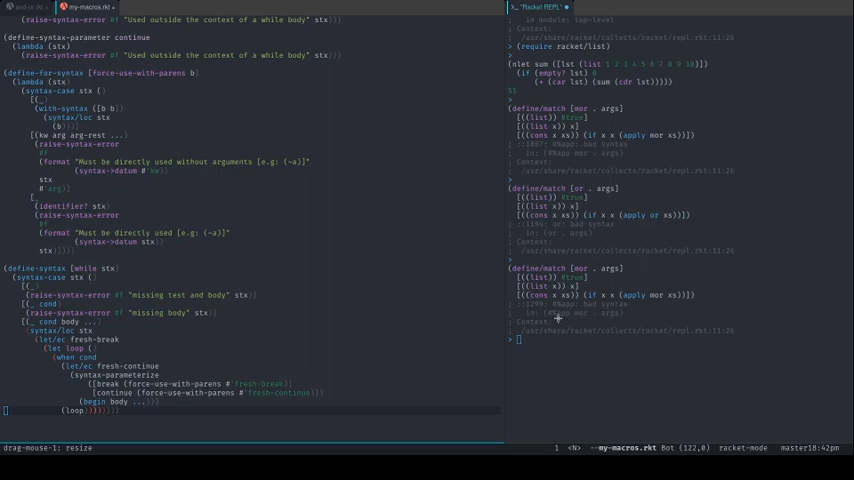 and-or.rkt
my-macros.rkt
(raise-syntax-error #f "Used outside the context of a while body" stx)))
(define-syntax-parameter continue
(lambda (stx)
(raise-syntax-error #f "Used outside the context of a while body" stx)))
(define-for-syntax [force-use-with-parens b]
(lambda (stx)
(syntax-case stx ()
[(_)
(with-syntax ([b b])
(syntax/loc stx
(b)))]
[(kw arg arg-rest ...)
(raise-syntax-error
#f
(format "Must be directly used without arguments [e.g: (~a)]"
(syntax->datum #'kw))
stx
#'arg)]
[_
(identifier? stx)
(raise-syntax-error
#f
(format "Must be directly used [e.g: (~a)]"
(syntax->datum stx))
stx)])))
(define-syntax [while stx]
(syntax-case stx ()
[(_)
(raise-syntax-error #f "missing test and body" stx)]
[(_ cond)
(raise-syntax-error #f "missing body" stx)]
[(_ cond body ...)
(syntax/loc stx
(let/ec fresh-break
(let loop ()
(when cond
(let/ec fresh-continue
(syntax-parameterize
([break (force-use-with-parens #'fresh-break)]
[continue (force-use-with-parens #'fresh-continue)])
(begin body ...)))
(loop))))))))
*Racket REPL*
; in module: top-level
; Context:
; /usr/share/racket/collects/racket/repl.rkt:11:26
> (require racket/list)
>
(nlet sum ([lst (list 1 2 3 4 5 6 7 8 9 10)])
(if (empty? lst) 0
(+ (car lst) (sum (cdr lst)))))
55
>
(define/match [mor . args]
[((list)) #true]
[((list x)) x]
[((cons x xs)) (if x x (apply mor xs))])
; ::1087: #%app: bad syntax
; in: (#%app mor . args)
; Context:
; /usr/share/racket/collects/racket/repl.rkt:11:26
>
(define/match [or . args]
[((list)) #true]
[((list x)) x]
[((cons x xs)) (if x x (apply or xs))])
; ::1194: or: bad syntax
; in: (or . args)
; Context:
; /usr/share/racket/collects/racket/repl.rkt:11:26
>
(define/match [mor . args]
[((list)) #true]
[((list x)) x]
[((cons x xs)) (if x x (apply mor xs))])
; ::1299: #%app: bad syntax
; in: (#%app mor . args)
; Context:
; /usr/share/racket/collects/racket/repl.rkt:11:26
>
1 <N> --my-macros.rkt Bot (122,0) racket-mode master18:42pm
drag-mouse-1: resize